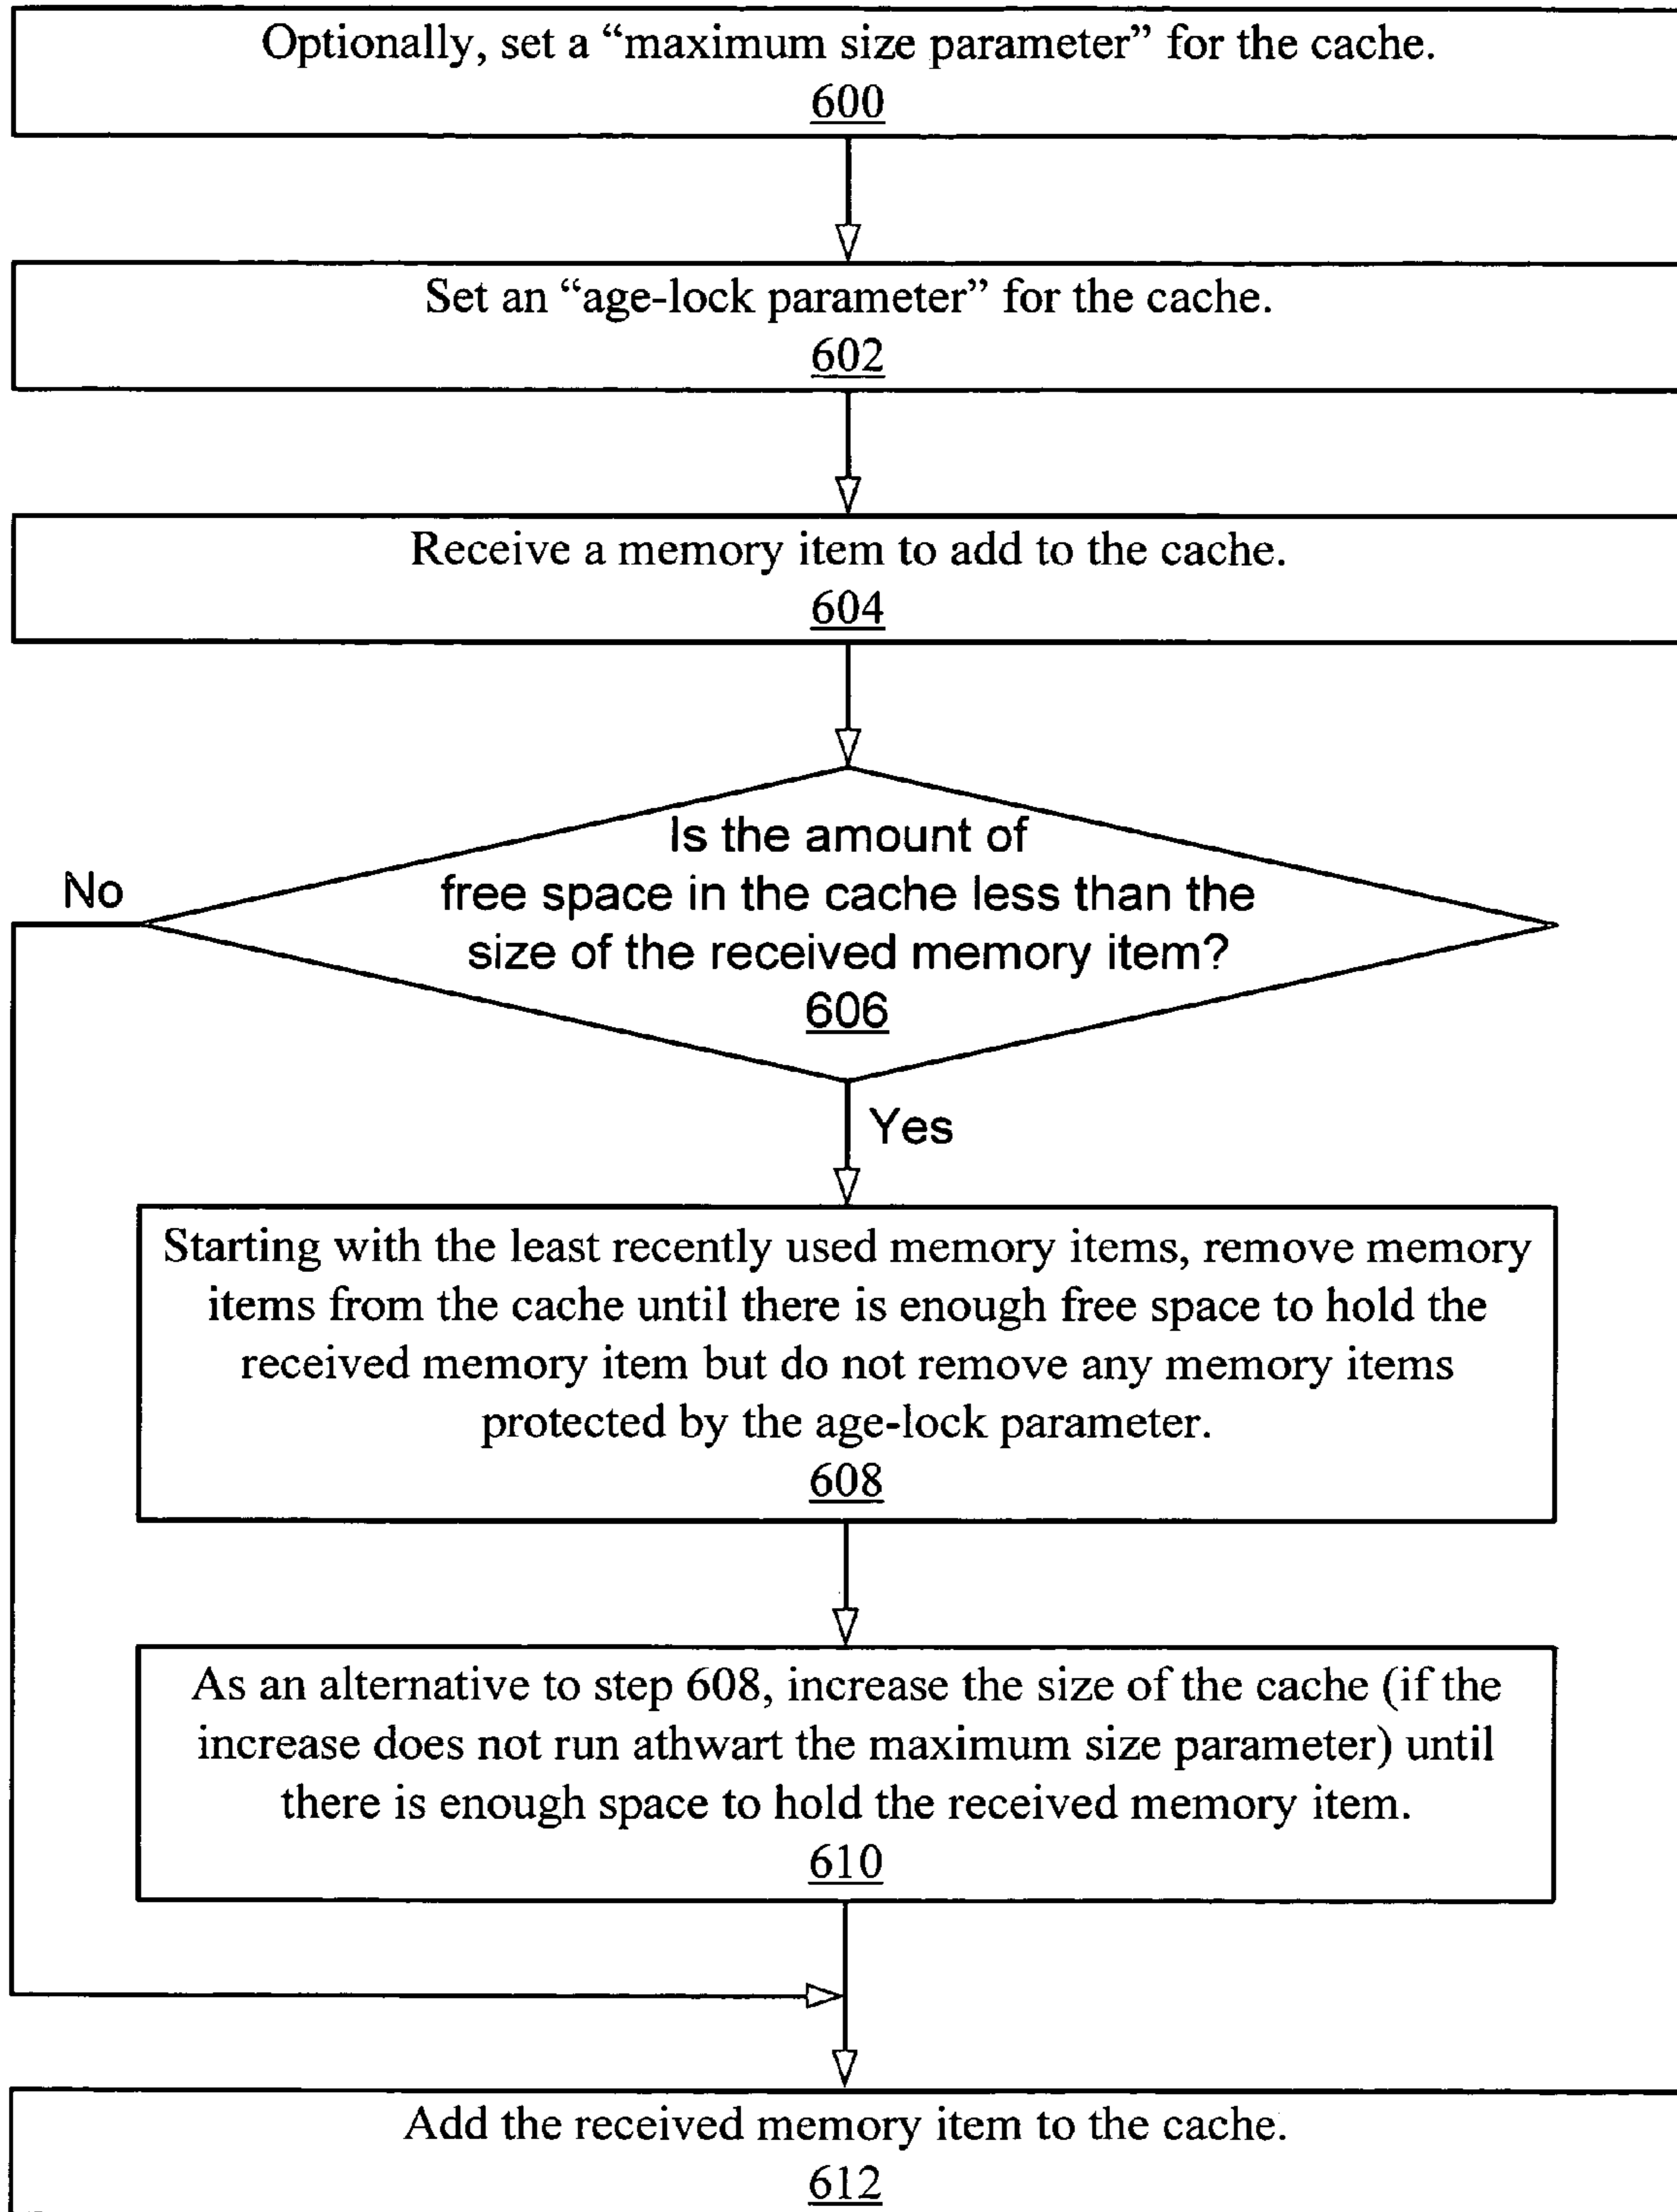 Optionally, set a “maximum size parameter” for the cache.
600
Set an “age-lock parameter” for the cache.
602
Receive a memory item to add to the cache.
604
Is the amount of
free space in the cache less than the
size of the received memory item?
606
No
Yes
Starting with the least recently used memory items, remove memory
items from the cache until there is enough free space to hold the
received memory item but do not remove any memory items
protected by the age-lock parameter.
608
As an alternative to step 608, increase the size of the cache (if the
increase does not run athwart the maximum size parameter) until
there is enough space to hold the received memory item.
610
Add the received memory item to the cache.
612